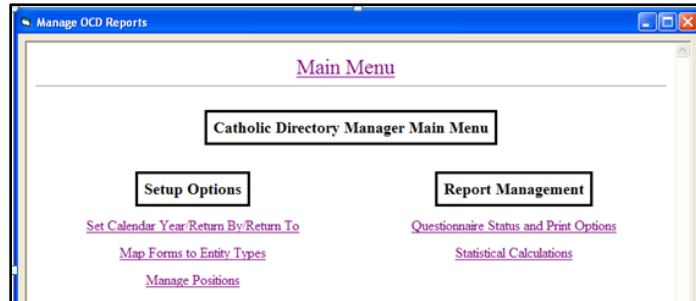 Manage OCD Reports
Main Menu
Catholic Directory Manager Main Menu
Setup Options
Report Management
Set Calendar Year/Return By/Return To
Questionnaire Status and Print Options
Map Forms to Entity Types
Statistical Calculations
Manage Positions